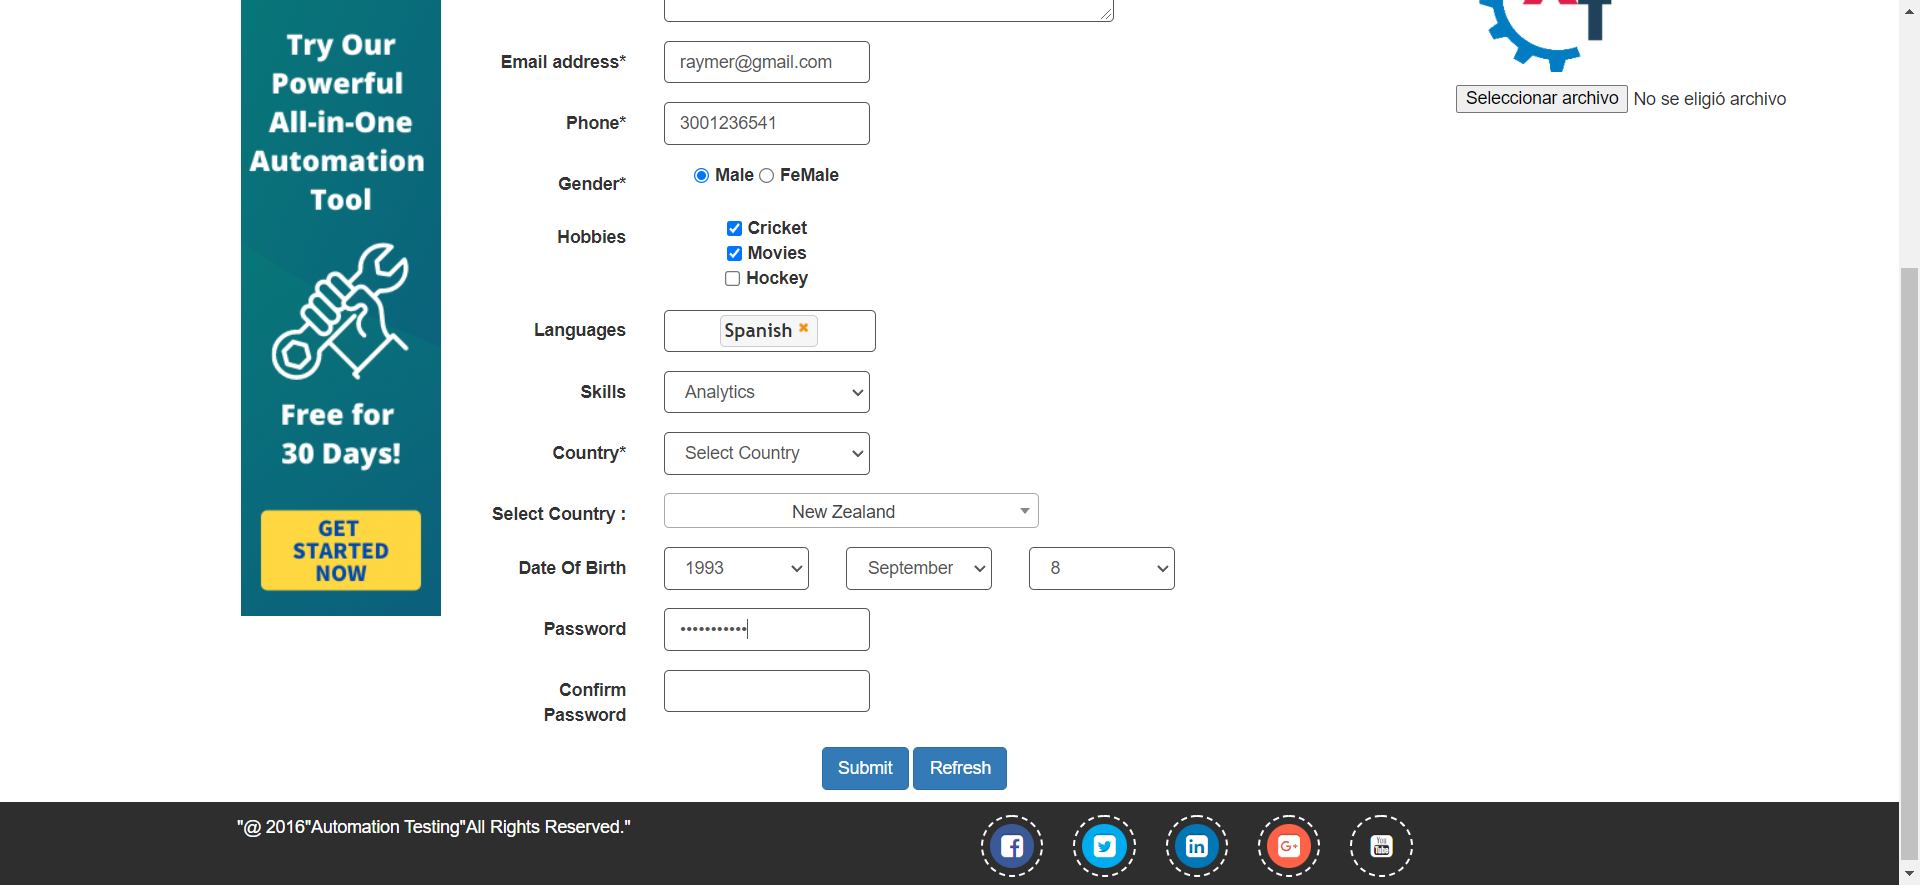 Try Our
Powerful
All-in-One
Automation
Tool
Free for
30 Days!
GET
STARTED
NOW
Email address*
raymer@gmail.com
Phone*
3001236541
Gender*
Male
FeMale
Hobbies
Cricket
Movies
Hockey
Languages
Spanish
Skills
Analytics
Country*
Select Country
Select Country :
New Zealand
Date Of Birth
1993
September
8
Password
•••••••••••
Confirm
Password
Submit
Refresh
Seleccionar archivo No se eligió archivo
"@ 2016"Automation Testing"All Rights Reserved."
You
Tube